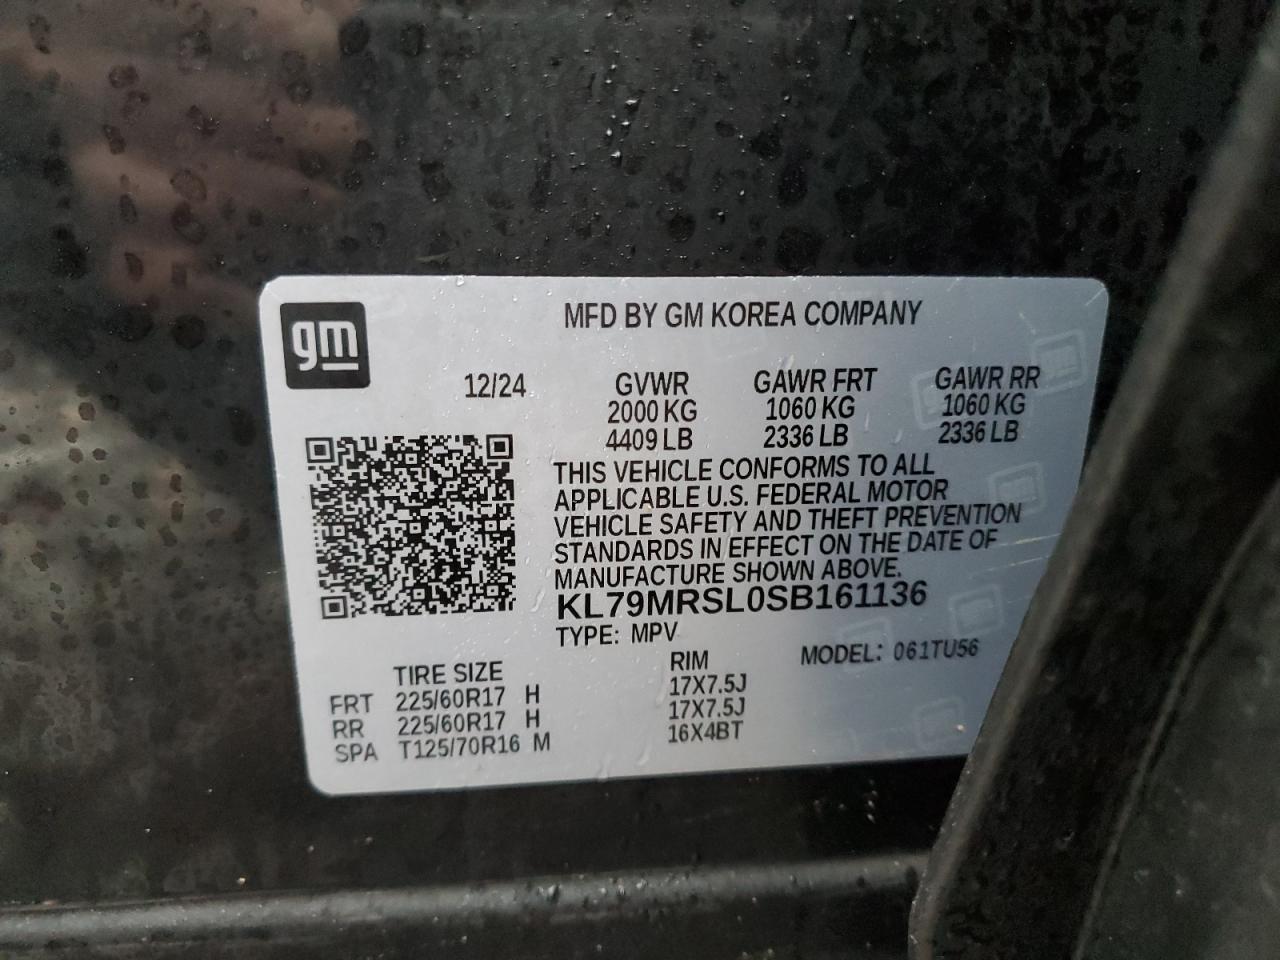 gm
MFD BY GM KOREA COMPANY
12/24 GVWR GAWR FRT GAWR RR
2000 KG 1060 KG 1060 KG
4409 LB 2336 LB 2336 LB
THIS VEHICLE CONFORMS TO ALL
APPLICABLE U.S. FEDERAL MOTOR
VEHICLE SAFETY AND THEFT PREVENTION
STANDARDS IN EFFECT ON THE DATE OF
MANUFACTURE SHOWN ABOVE.
KL79MRSL0SB161136
TYPE: MPV MODEL: 061TU56
TIRE SIZE RIM
FRT 225/60R17 H 17X7.5J
RR 225/60R17 H 17X7.5J
SPA T125/70R16 M 16X4BT